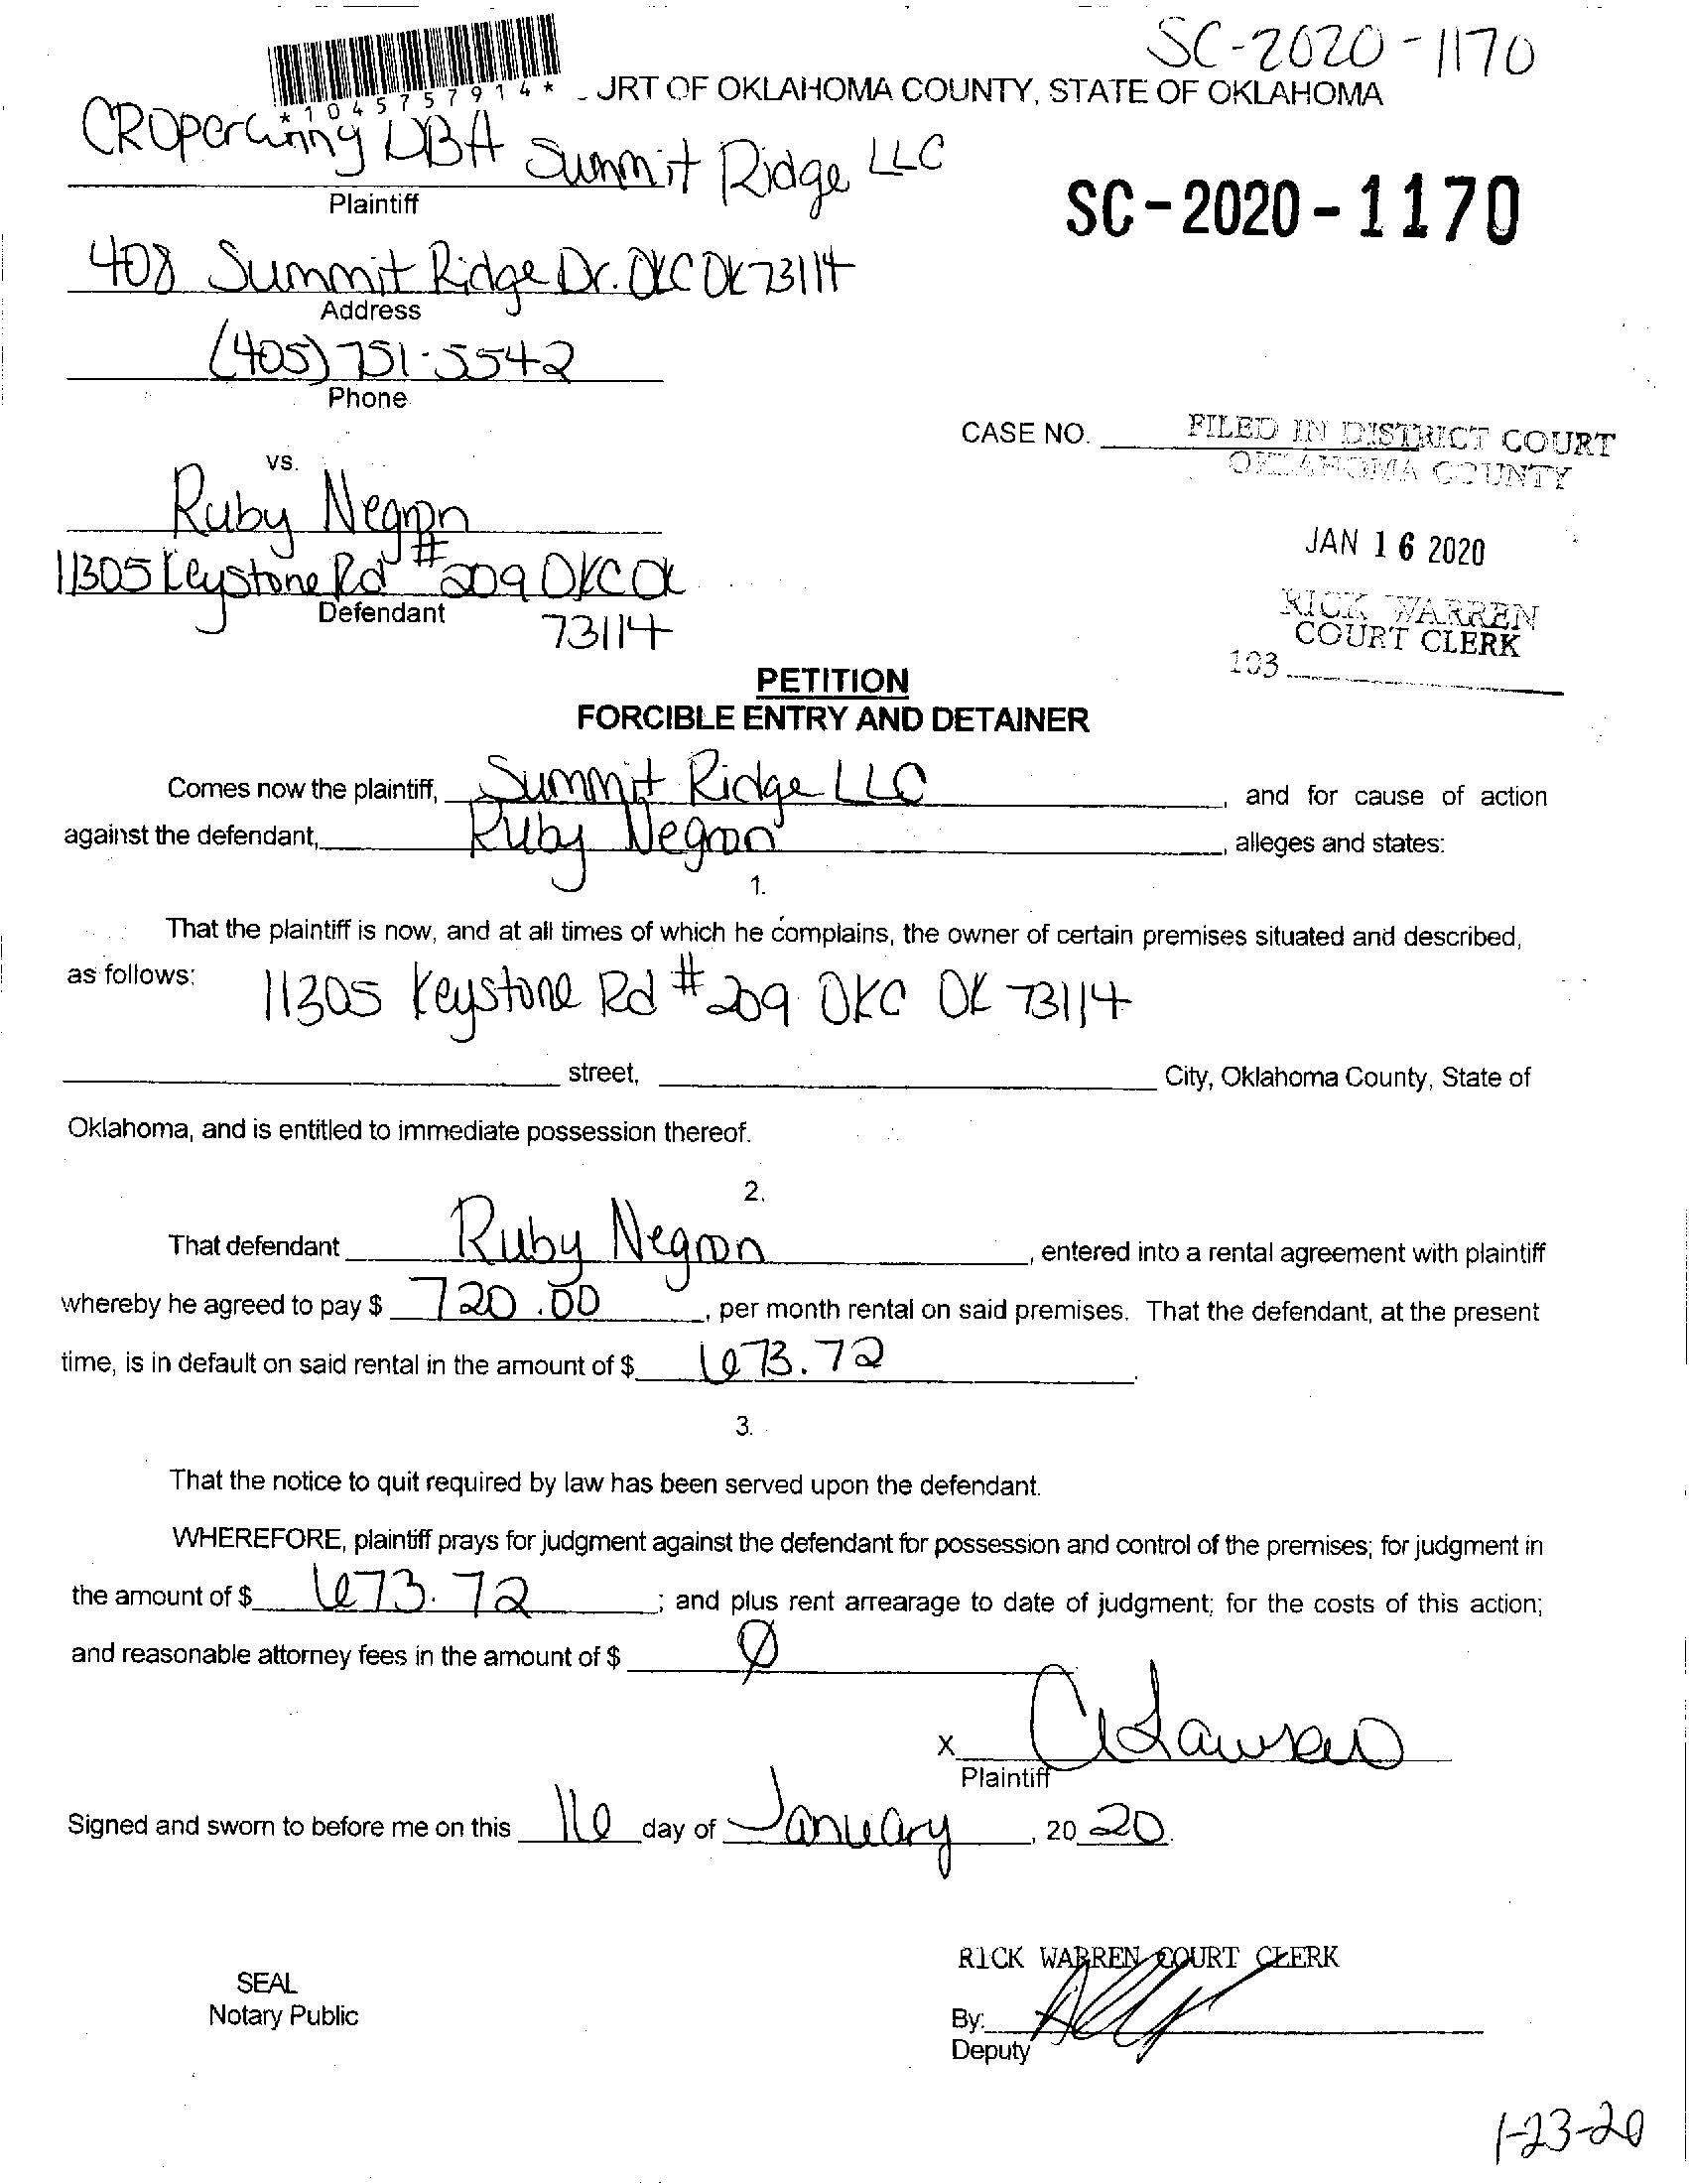 SC-2020-1170
*1045757914*
JRT OF OKLAHOMA COUNTY, STATE OF OKLAHOMA
DBA Summit Ridge LLC
Plaintiff
SC-2020-1170
408 Summit Ridge Dr. OKC OK 73114
Address
(405) 751-5542
Phone
CASE NO.
FILED IN DISTRICT COURT
OKLAHOMA COUNTY
vs.
Ruby Negron
JAN 16 2020
11305 Keystone Rd #209 OKC OK
Defendant
73114
RICK WARREN
COURT CLERK
103
PETITION
FORCIBLE ENTRY AND DETAINER
Comes now the plaintiff, Summit Ridge LLC, and for cause of action
against the defendant, Ruby Negron, alleges and states:
1.
That the plaintiff is now, and at all times of which he complains, the owner of certain premises situated and described,
as follows: 11305 Keystone Rd #209 OKC OK 73114
street, City, Oklahoma County, State of
Oklahoma, and is entitled to immediate possession thereof.
2.
That defendant Ruby Negron, entered into a rental agreement with plaintiff
whereby he agreed to pay $ 720.00, per month rental on said premises. That the defendant, at the present
time, is in default on said rental in the amount of $ 673.72.
3.
That the notice to quit required by law has been served upon the defendant.
WHEREFORE, plaintiff prays for judgment against the defendant for possession and control of the premises; for judgment in
the amount of $ 673.72; and plus rent arrearage to date of judgment; for the costs of this action;
and reasonable attorney fees in the amount of $ Ø
X
Plaintiff
Signed and sworn to before me on this 16 day of January, 20 20.
RICK WARREN COURT CLERK
SEAL
Notary Public
By:
Deputy
1-23-20